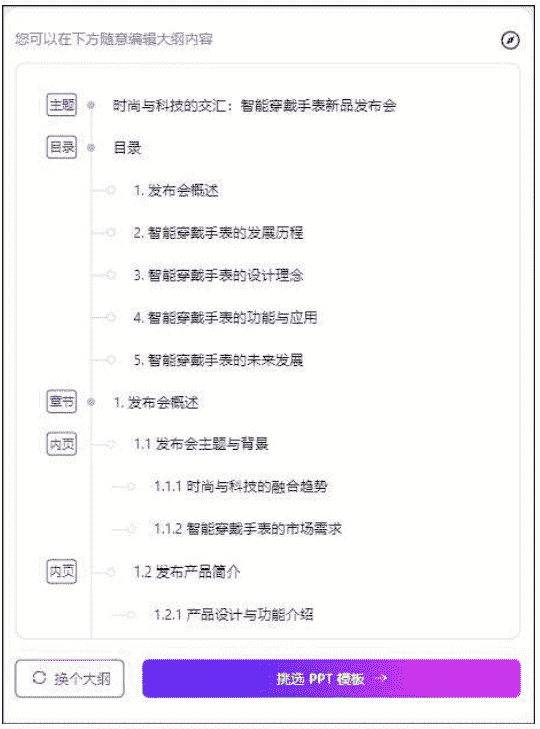 您可以在下方随意编辑大纲内容
主题 时尚与科技的交汇：智能穿戴手表新品发布会
目录 目录
1. 发布会概述
2. 智能穿戴手表的发展历程
3. 智能穿戴手表的设计理念
4. 智能穿戴手表的功能与应用
5. 智能穿戴手表的未来发展
章节 1. 发布会概述
内页 1.1 发布会主题与背景
1.1.1 时尚与科技的融合趋势
1.1.2 智能穿戴手表的市场需求
内页 1.2 发布产品简介
1.2.1 产品设计与功能介绍
换个大纲 挑选 PPT 模板